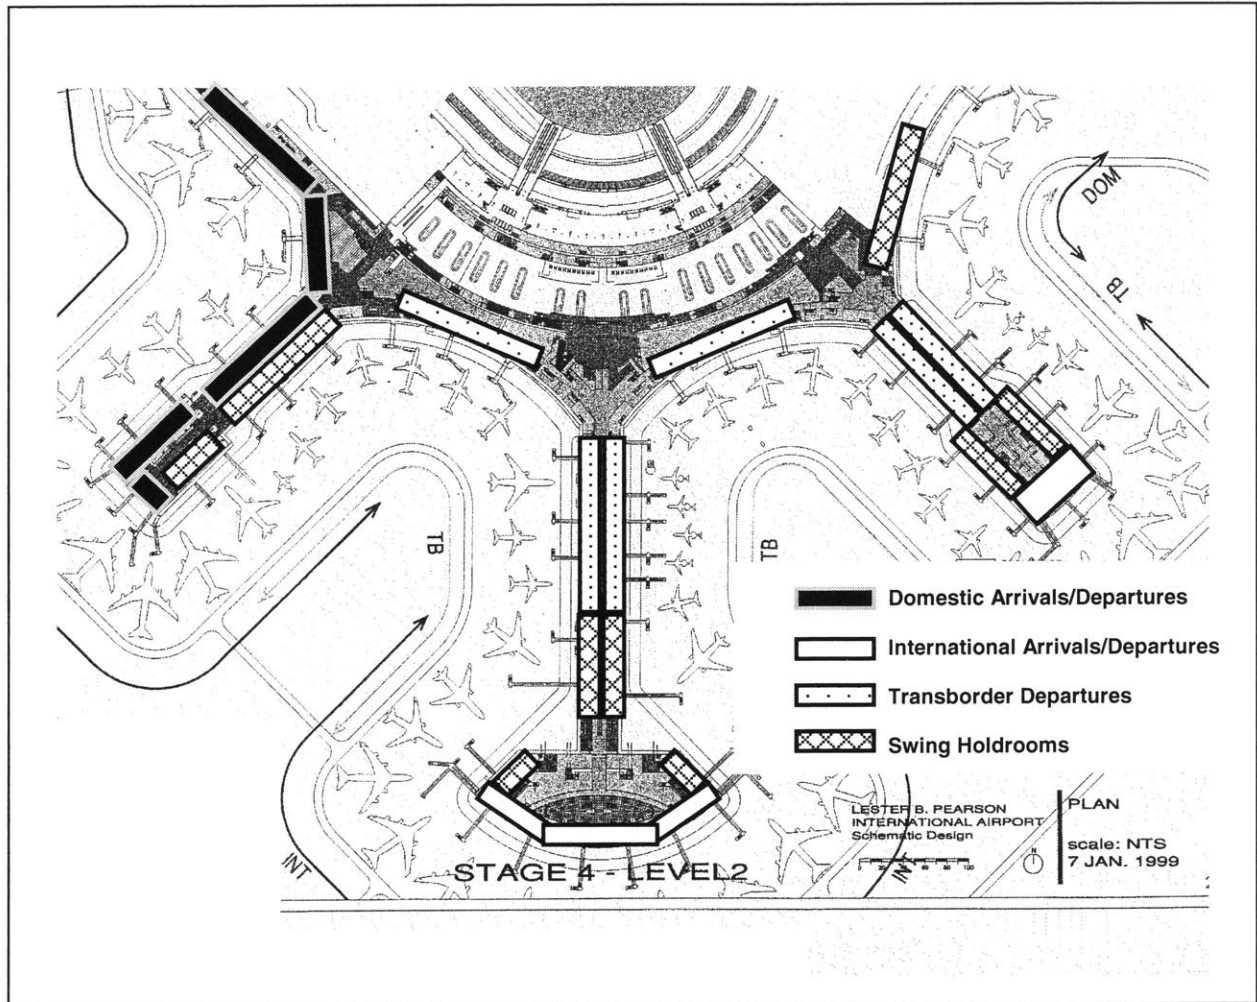 DOM
TB
TB
TB
Domestic Arrivals/Departures
International Arrivals/Departures
Transborder Departures
Swing Holdrooms
LESTER B. PEARSON
INTERNATIONAL AIRPORT
Schematic Design
PLAN
scale: NTS
7 JAN. 1999
N
INT
INT
STAGE 4 - LEVEL2